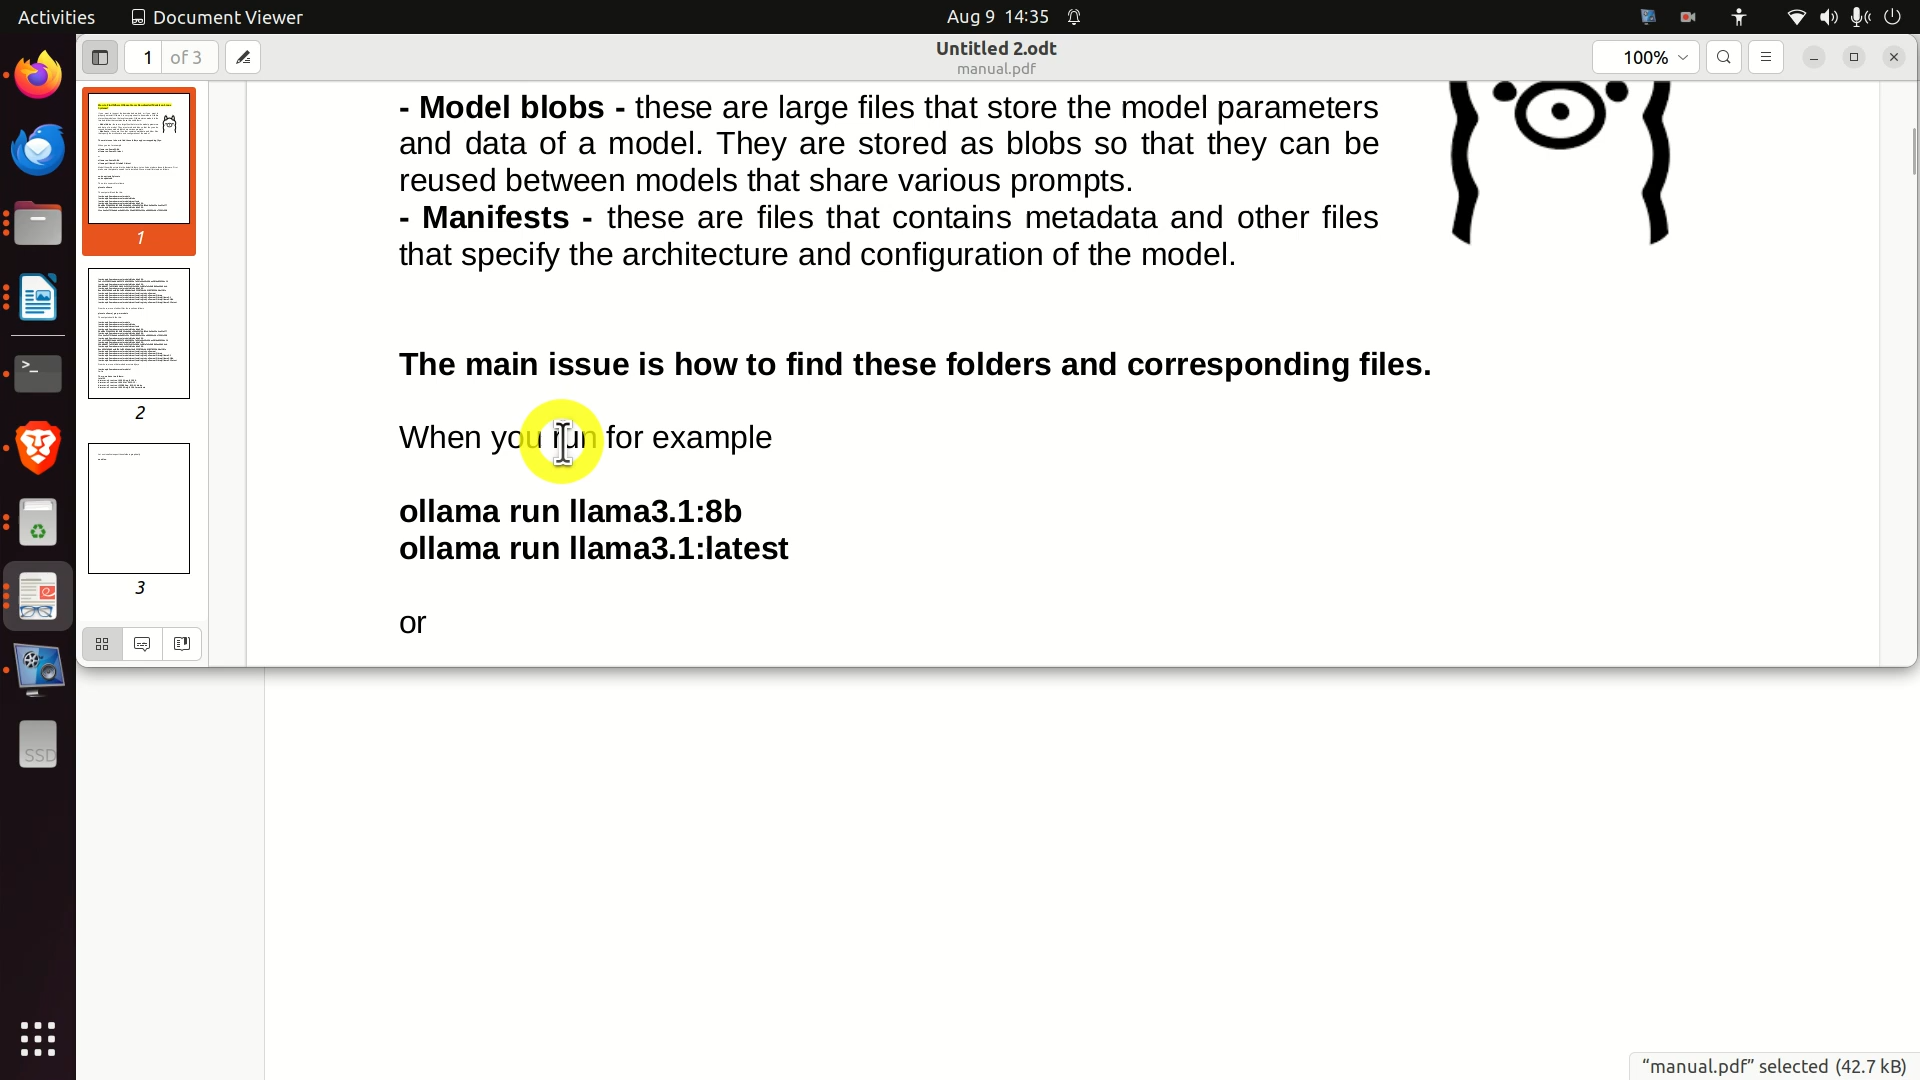 Activities
Document Viewer
Aug 9 14:35
1 of 3
Untitled 2.odt
manual.pdf
100%
- Model blobs - these are large files that store the model parameters
and data of a model. They are stored as blobs so that they can be
reused between models that share various prompts.
- Manifests - these are files that contains metadata and other files
that specify the architecture and configuration of the model.
The main issue is how to find these folders and corresponding files.
When you run for example
ollama run llama3.1:8b
ollama run llama3.1:latest
or
1
2
3
SSD
“manual.pdf” selected (42.7 kB)